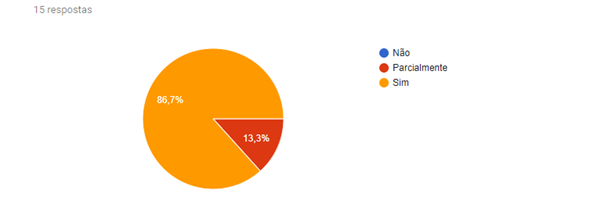 15 respostas
Não
Parcialmente
Sim
86,7%
13,3%